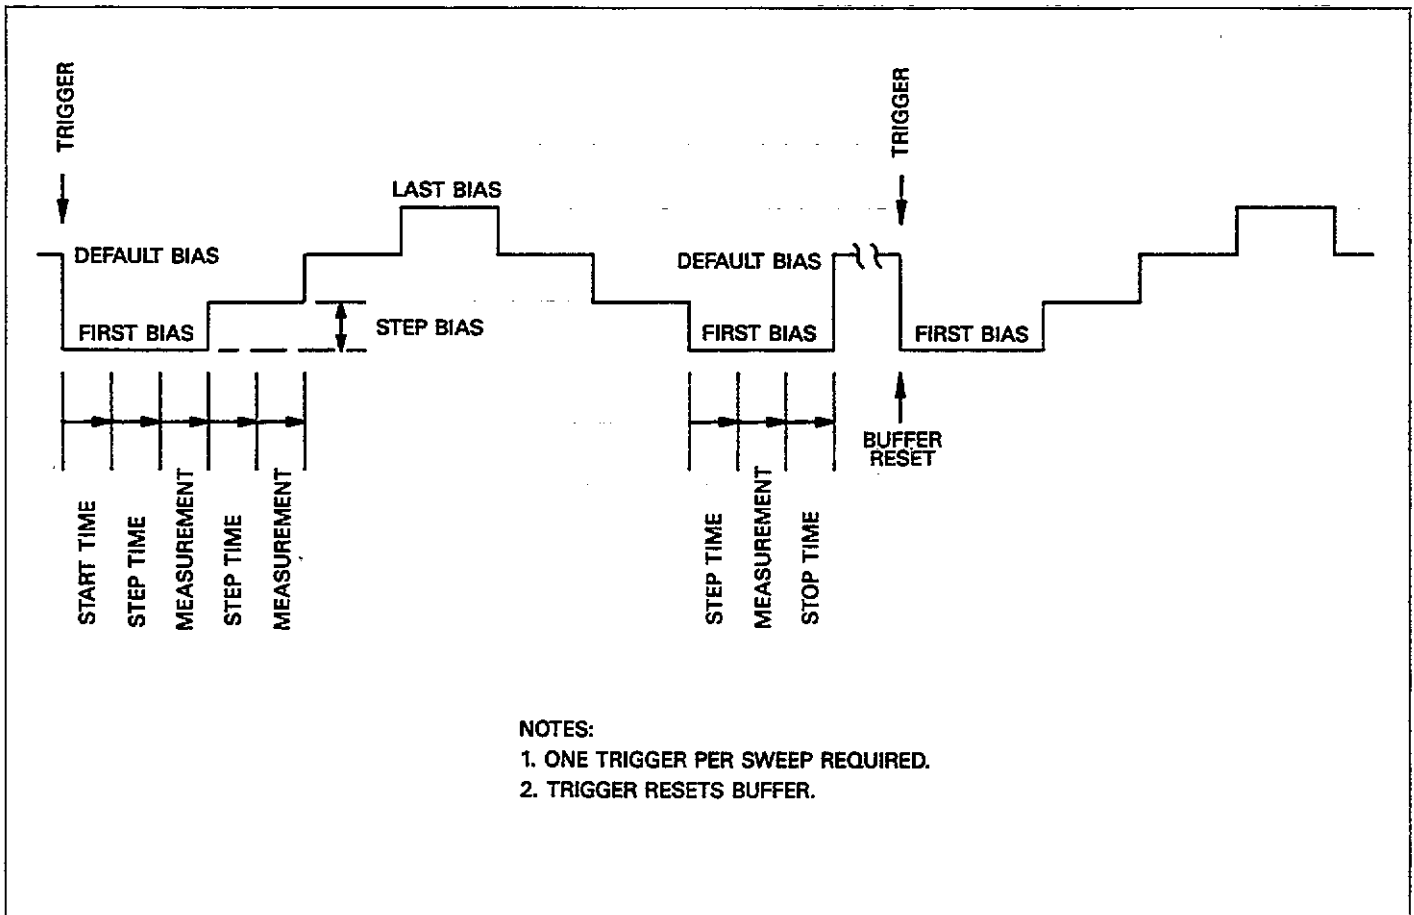 TRIGGER
TRIGGER
LAST BIAS
DEFAULT BIAS
DEFAULT BIAS
FIRST BIAS
STEP BIAS
FIRST BIAS
FIRST BIAS
BUFFER
RESET
START TIME
STEP TIME
MEASUREMENT
STEP TIME
MEASUREMENT
STEP TIME
MEASUREMENT
STOP TIME
NOTES:
1. ONE TRIGGER PER SWEEP REQUIRED.
2. TRIGGER RESETS BUFFER.